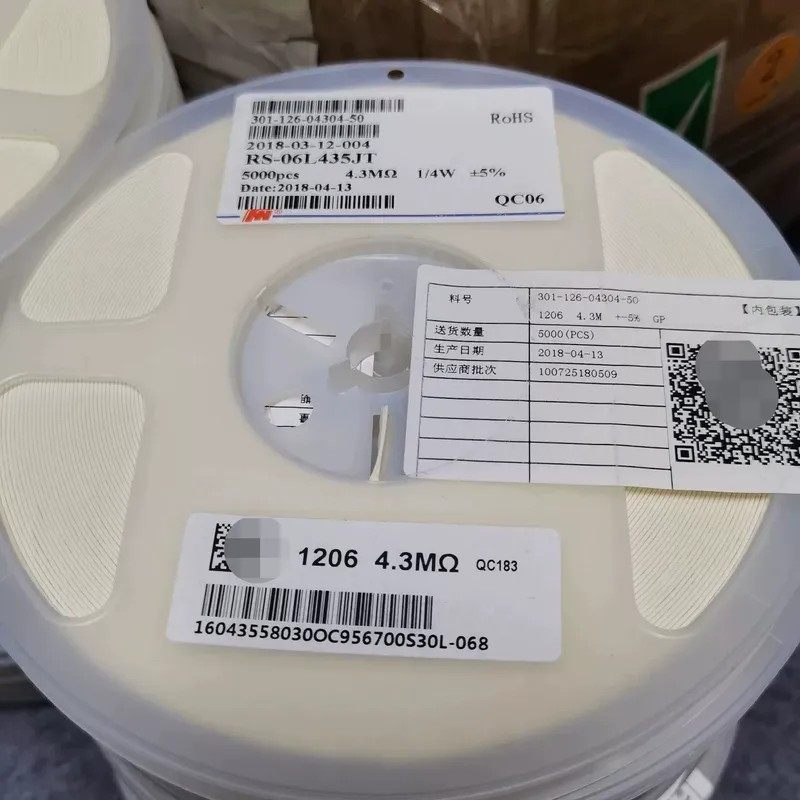 301-126-04304-50
RoHS
2018-03-12-004
RS-06L435JT
5000pcs 4.3MΩ 1/4W ±5%
Date:2018-04-13
QC06
料号 301-126-04304-50
1206 4.3M +-5% GP 【内包装】
送货数量 5000(PCS)
生产日期 2018-04-13
供应商批次 100725180509
1206 4.3MΩ QC183
16043558030OC956700S30L-068